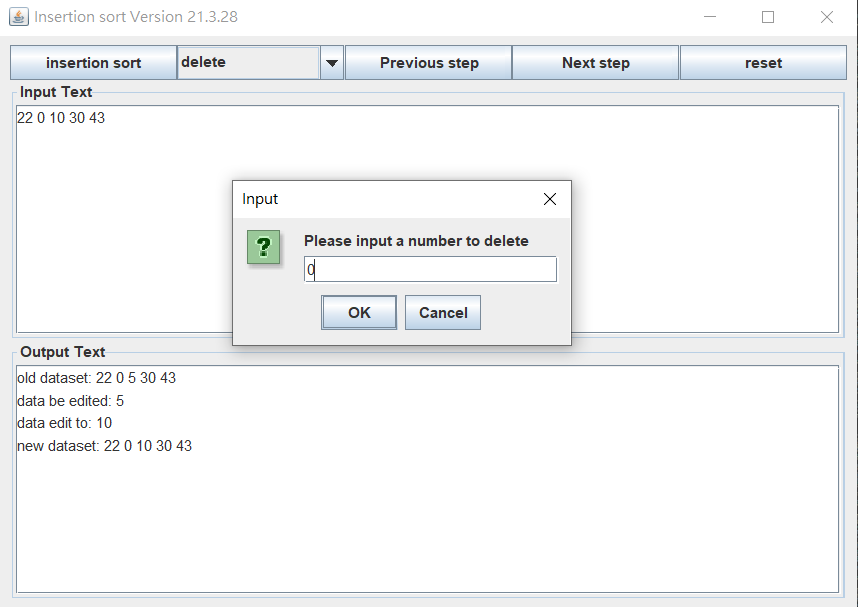 Insertion sort Version 21.3.28
insertion sort delete Previous step Next step reset
Input Text
22 0 10 30 43
Input
Please input a number to delete
0
OK Cancel
Output Text
old dataset: 22 0 5 30 43
data be edited: 5
data edit to: 10
new dataset: 22 0 10 30 43